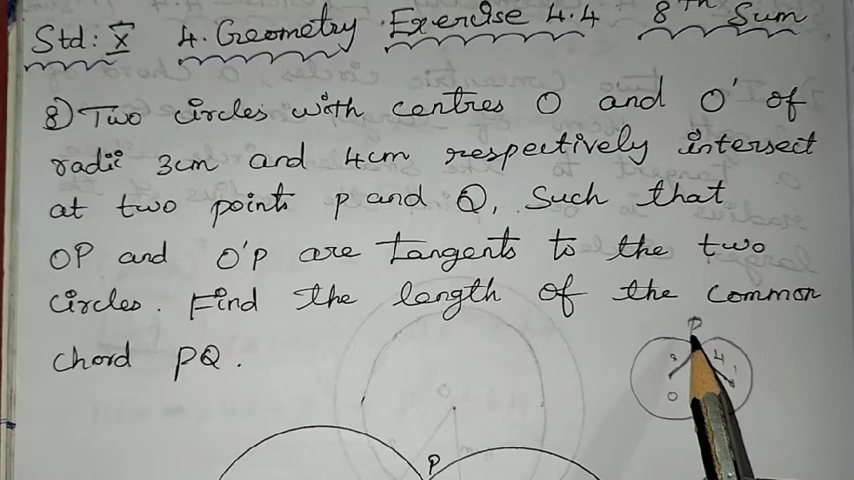 Std: X 4. Geometry Exercise 4.4 8th Sum
8) Two circles with centres O and O' of
radii 3cm and 4cm respectively intersect
at two points p and Q, Such that
OP and O'P are tangents to the two
circles. Find the length of the common
chord PQ.
P
3 4
O
P